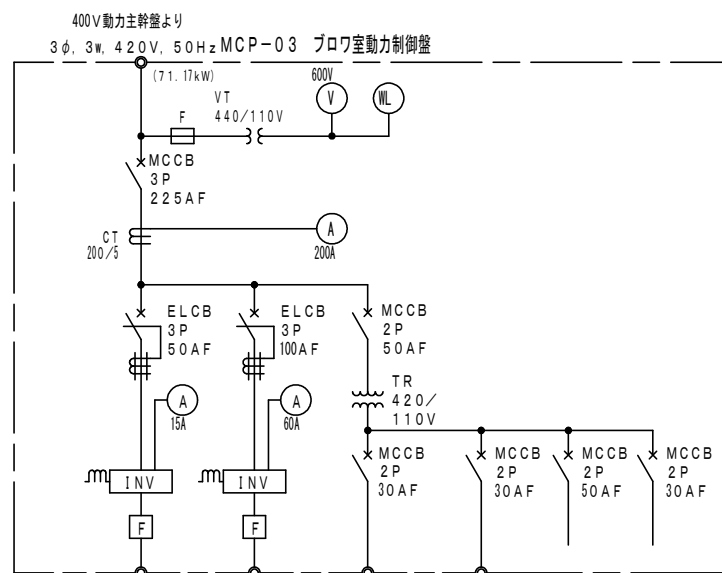 400V動力主幹盤より
3φ, 3w, 420V, 50Hz MCP-03 ブロワ室動力制御盤
(71.17kW)
600V
VT
440/110V
F
V
WL
MCCB
3P
225AF
CT
200/5
A
200A
ELCB
3P
50AF
ELCB
3P
100AF
MCCB
2P
50AF
TR
420/
110V
A
15A
A
60A
MCCB
2P
30AF
MCCB
2P
30AF
MCCB
2P
50AF
MCCB
2P
30AF
INV
INV
F
F